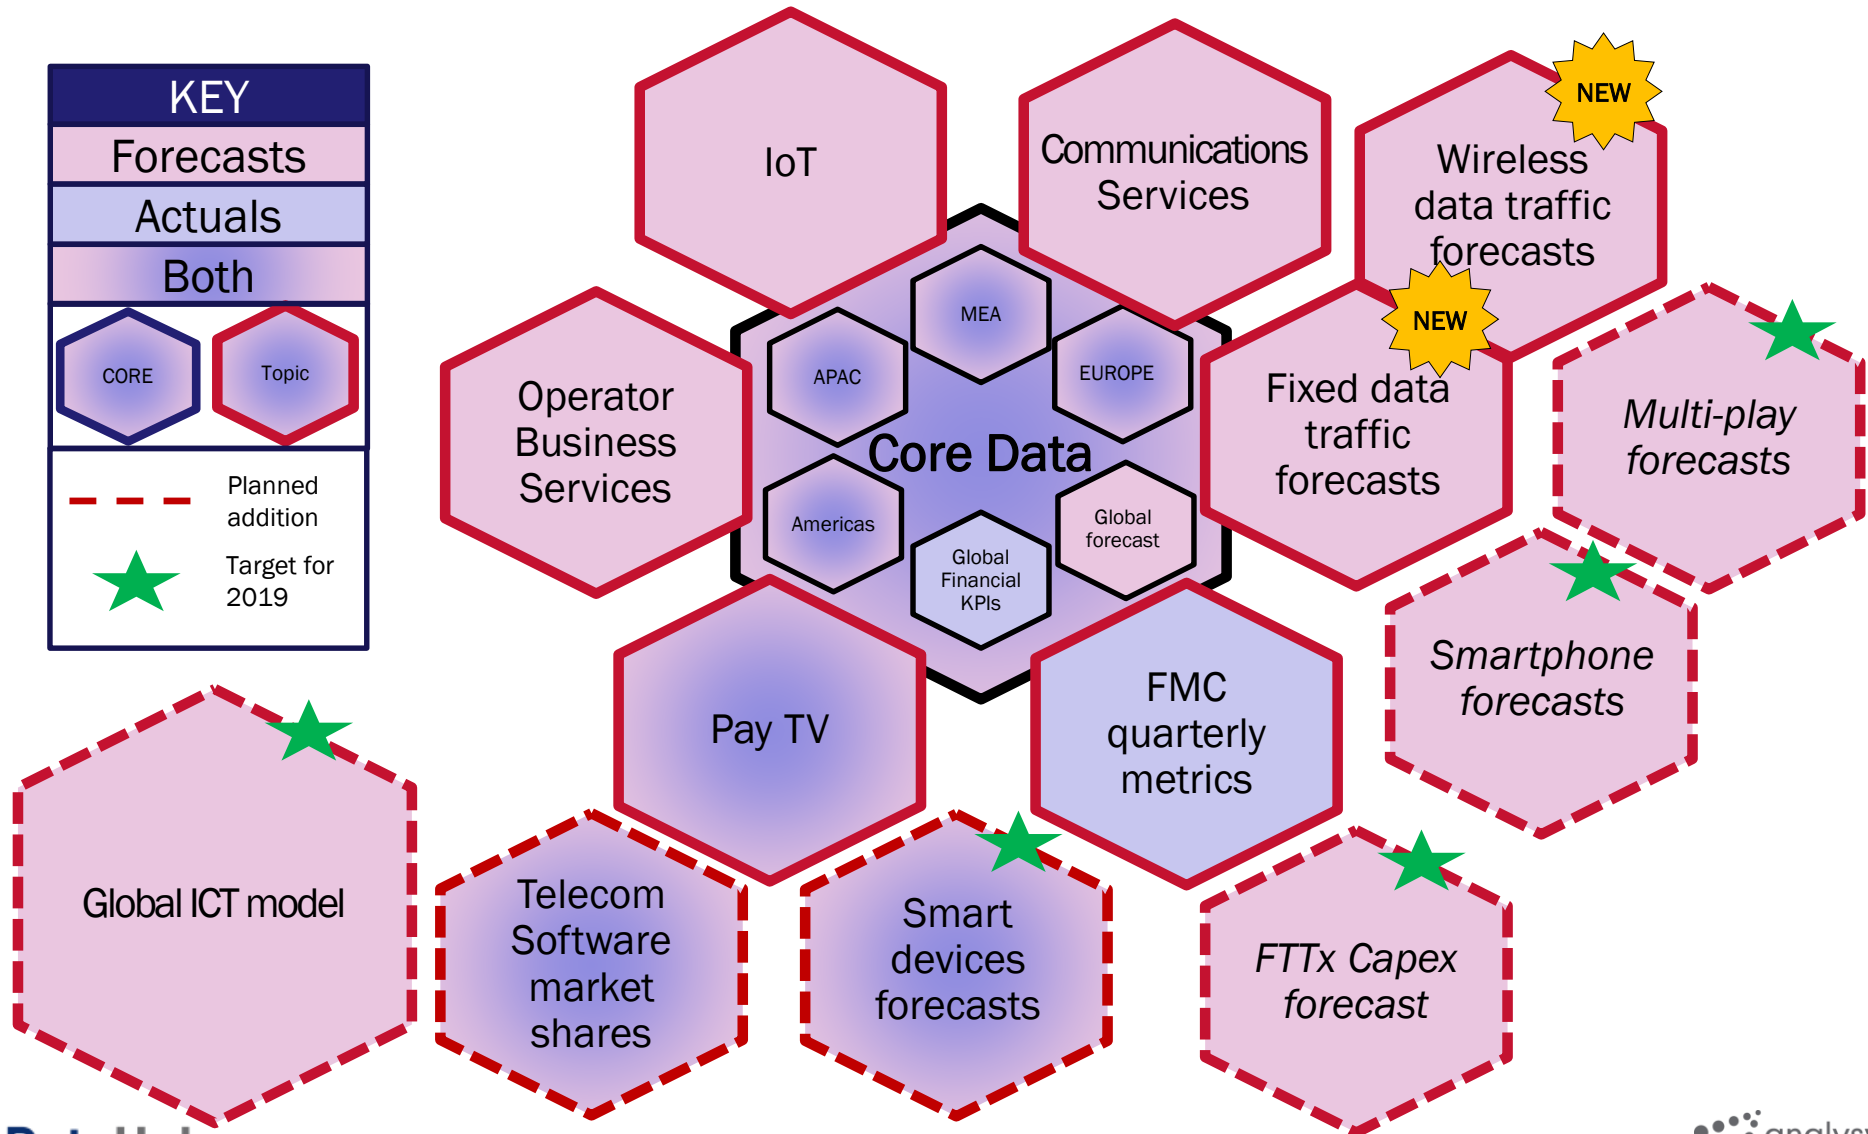 KEY
Forecasts
Actuals
Both
CORE
Topic
Planned
addition
Target for
2019
IoT
Communications
Services
NEW
Wireless
data traffic
forecasts
NEW
Fixed data
traffic
forecasts
Multi-play
forecasts
Smartphone
forecasts
Operator
Business
Services
MEA
APAC
EUROPE
Core Data
Americas
Global
forecast
Global
Financial
KPIs
Pay TV
FMC
quarterly
metrics
Global ICT model
Telecom
Software
market
shares
Smart
devices
forecasts
FTTx Capex
forecast